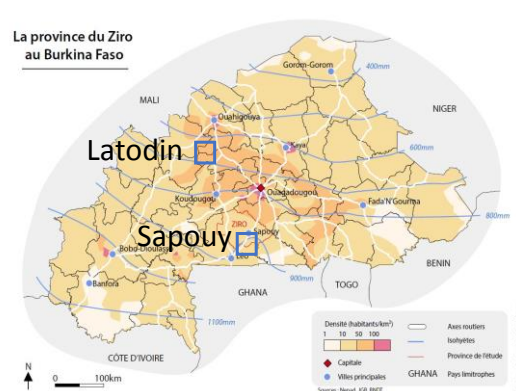 La province du Ziro
au Burkina Faso
MALI
Gorom-Gorom
400mm
NIGER
Ouahigouya
Latodin
Kaya
600mm
Ouagadougou
Koudougou
Fada'N'Gourma
800mm
ZIRO
Sapouy
Sapouy
Bobo-Dioulasso
Léo
BENIN
Banfora
900mm
GHANA
TOGO
1100mm
CÔTE D'IVOIRE
N
0 100km
Densité (habitants/km²)
1 10 50 100
Capitale
Villes principales
Axes routiers
Isohyètes
Province de l'étude
GHANA Pays limitrophes